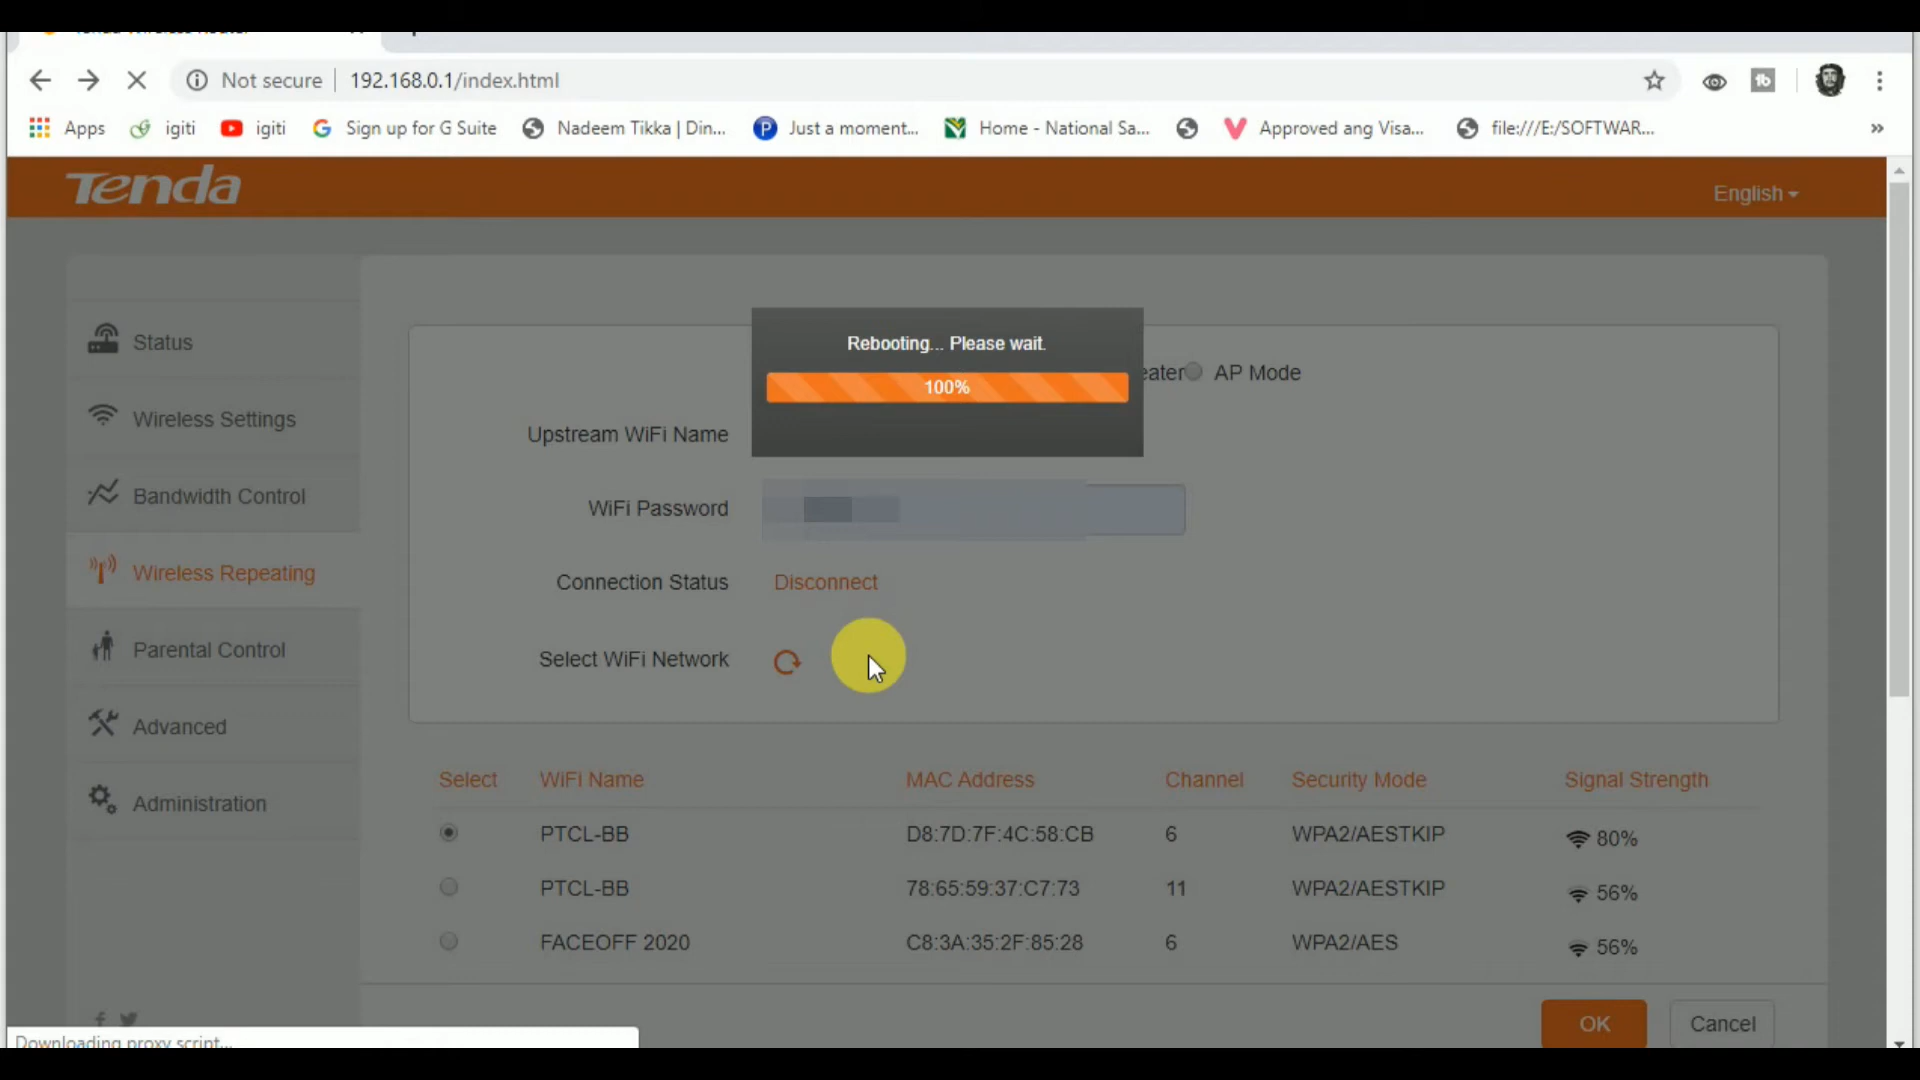 Tenda Wireless Router
Not secure 192.168.0.1/index.html
Apps igiti igiti Sign up for G Suite Nadeem Tikka | Din... P Just a moment... Home - National Sa... Approved ang Visa... file:///E:/SOFTWAR... »
Tenda
English
Status
Wireless Settings
Bandwidth Control
Wireless Repeating
Parental Control
Advanced
Administration
Rebooting... Please wait.
100%
eater AP Mode
Upstream WiFi Name
WiFi Password
Connection Status Disconnect
Select WiFi Network
Select WiFi Name MAC Address Channel Security Mode Signal Strength
PTCL-BB D8:7D:7F:4C:58:CB 6 WPA2/AESTKIP 80%
PTCL-BB 78:65:59:37:C7:73 11 WPA2/AESTKIP 56%
FACEOFF 2020 C8:3A:35:2F:85:28 6 WPA2/AES 56%
OK Cancel
Downloading proxy script...